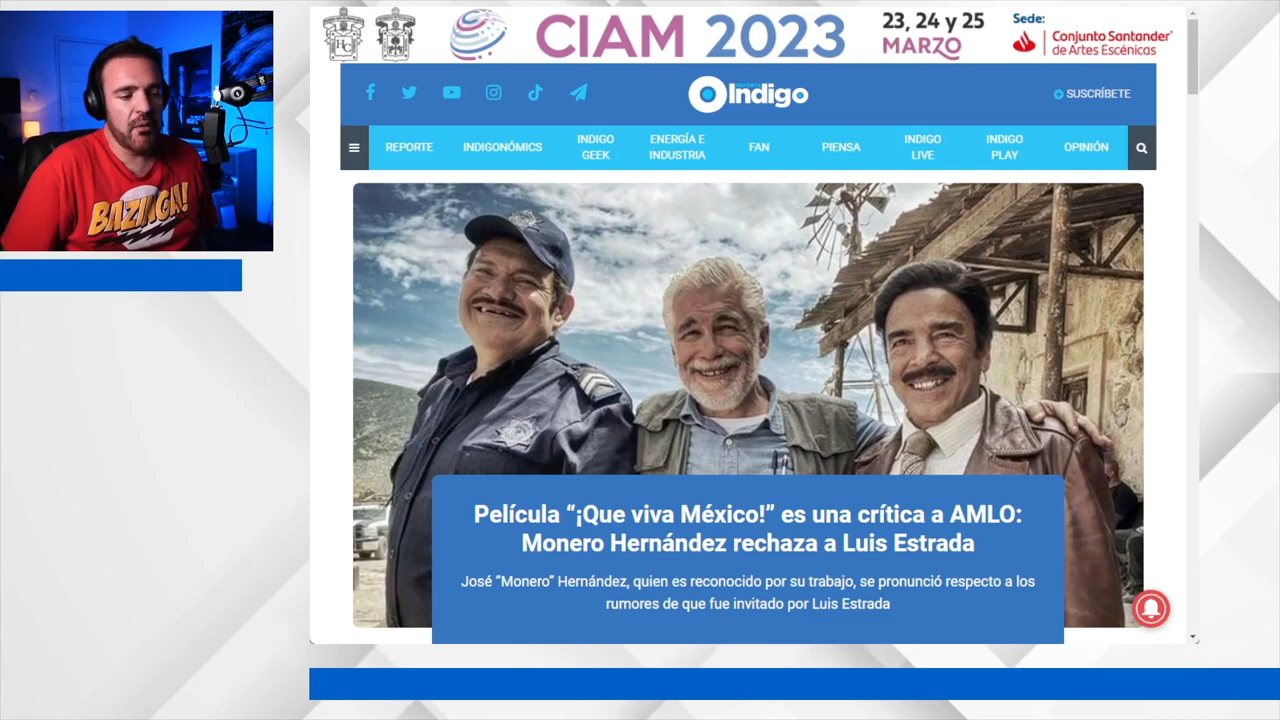 CIAM 2023
23, 24 y 25
MARZO
Sede:
Conjunto Santander
de Artes Escénicas
Indigo
SUSCRÍBETE
REPORTE
INDIGONÓMICS
INDIGO
GEEK
ENERGÍA E
INDUSTRIA
FAN
PIENSA
INDIGO
LIVE
INDIGO
PLAY
OPINIÓN
BAZINGA!
Película “¡Que viva México!” es una crítica a AMLO:
Monero Hernández rechaza a Luis Estrada
José “Monero” Hernández, quien es reconocido por su trabajo, se pronunció respecto a los
rumores de que fue invitado por Luis Estrada